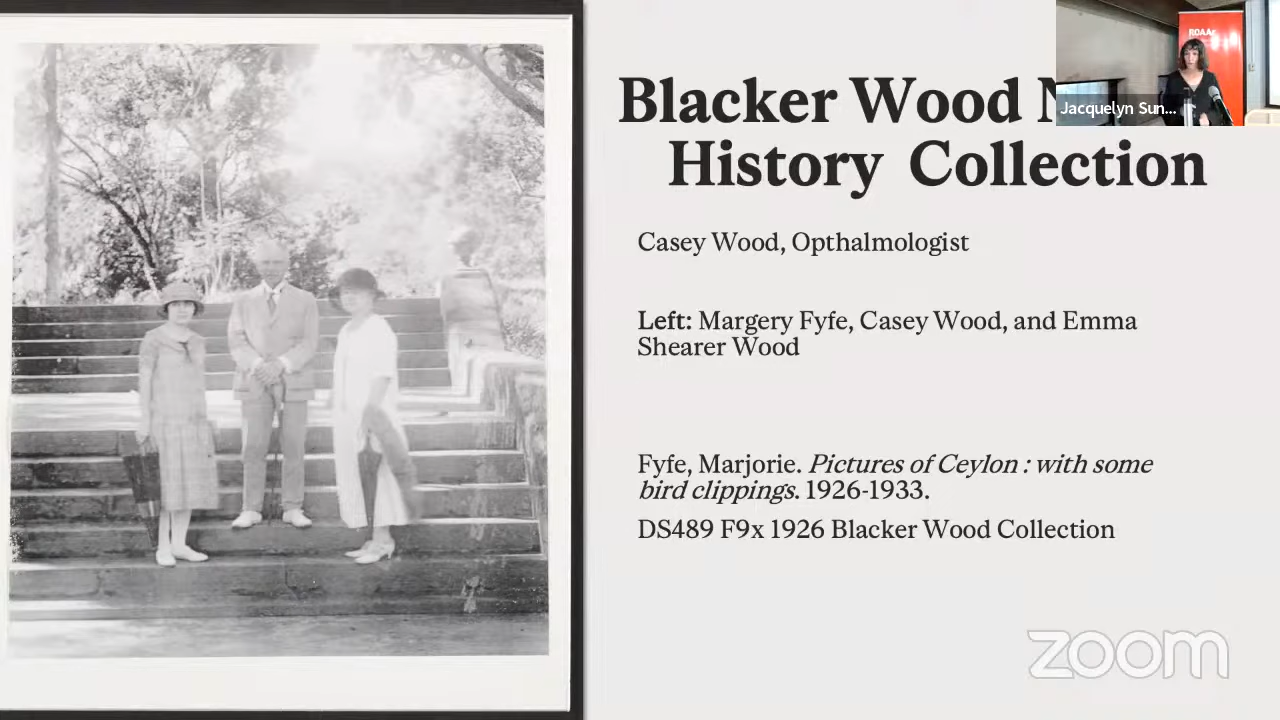 Blacker Wood
History Collection
Casey Wood, Opthalmologist
Left: Margery Fyfe, Casey Wood, and Emma
Shearer Wood
Fyfe, Marjorie. Pictures of Ceylon : with some
bird clippings. 1926-1933.
DS489 F9x 1926 Blacker Wood Collection
ROAAr
Jacquelyn Sun...
zoom